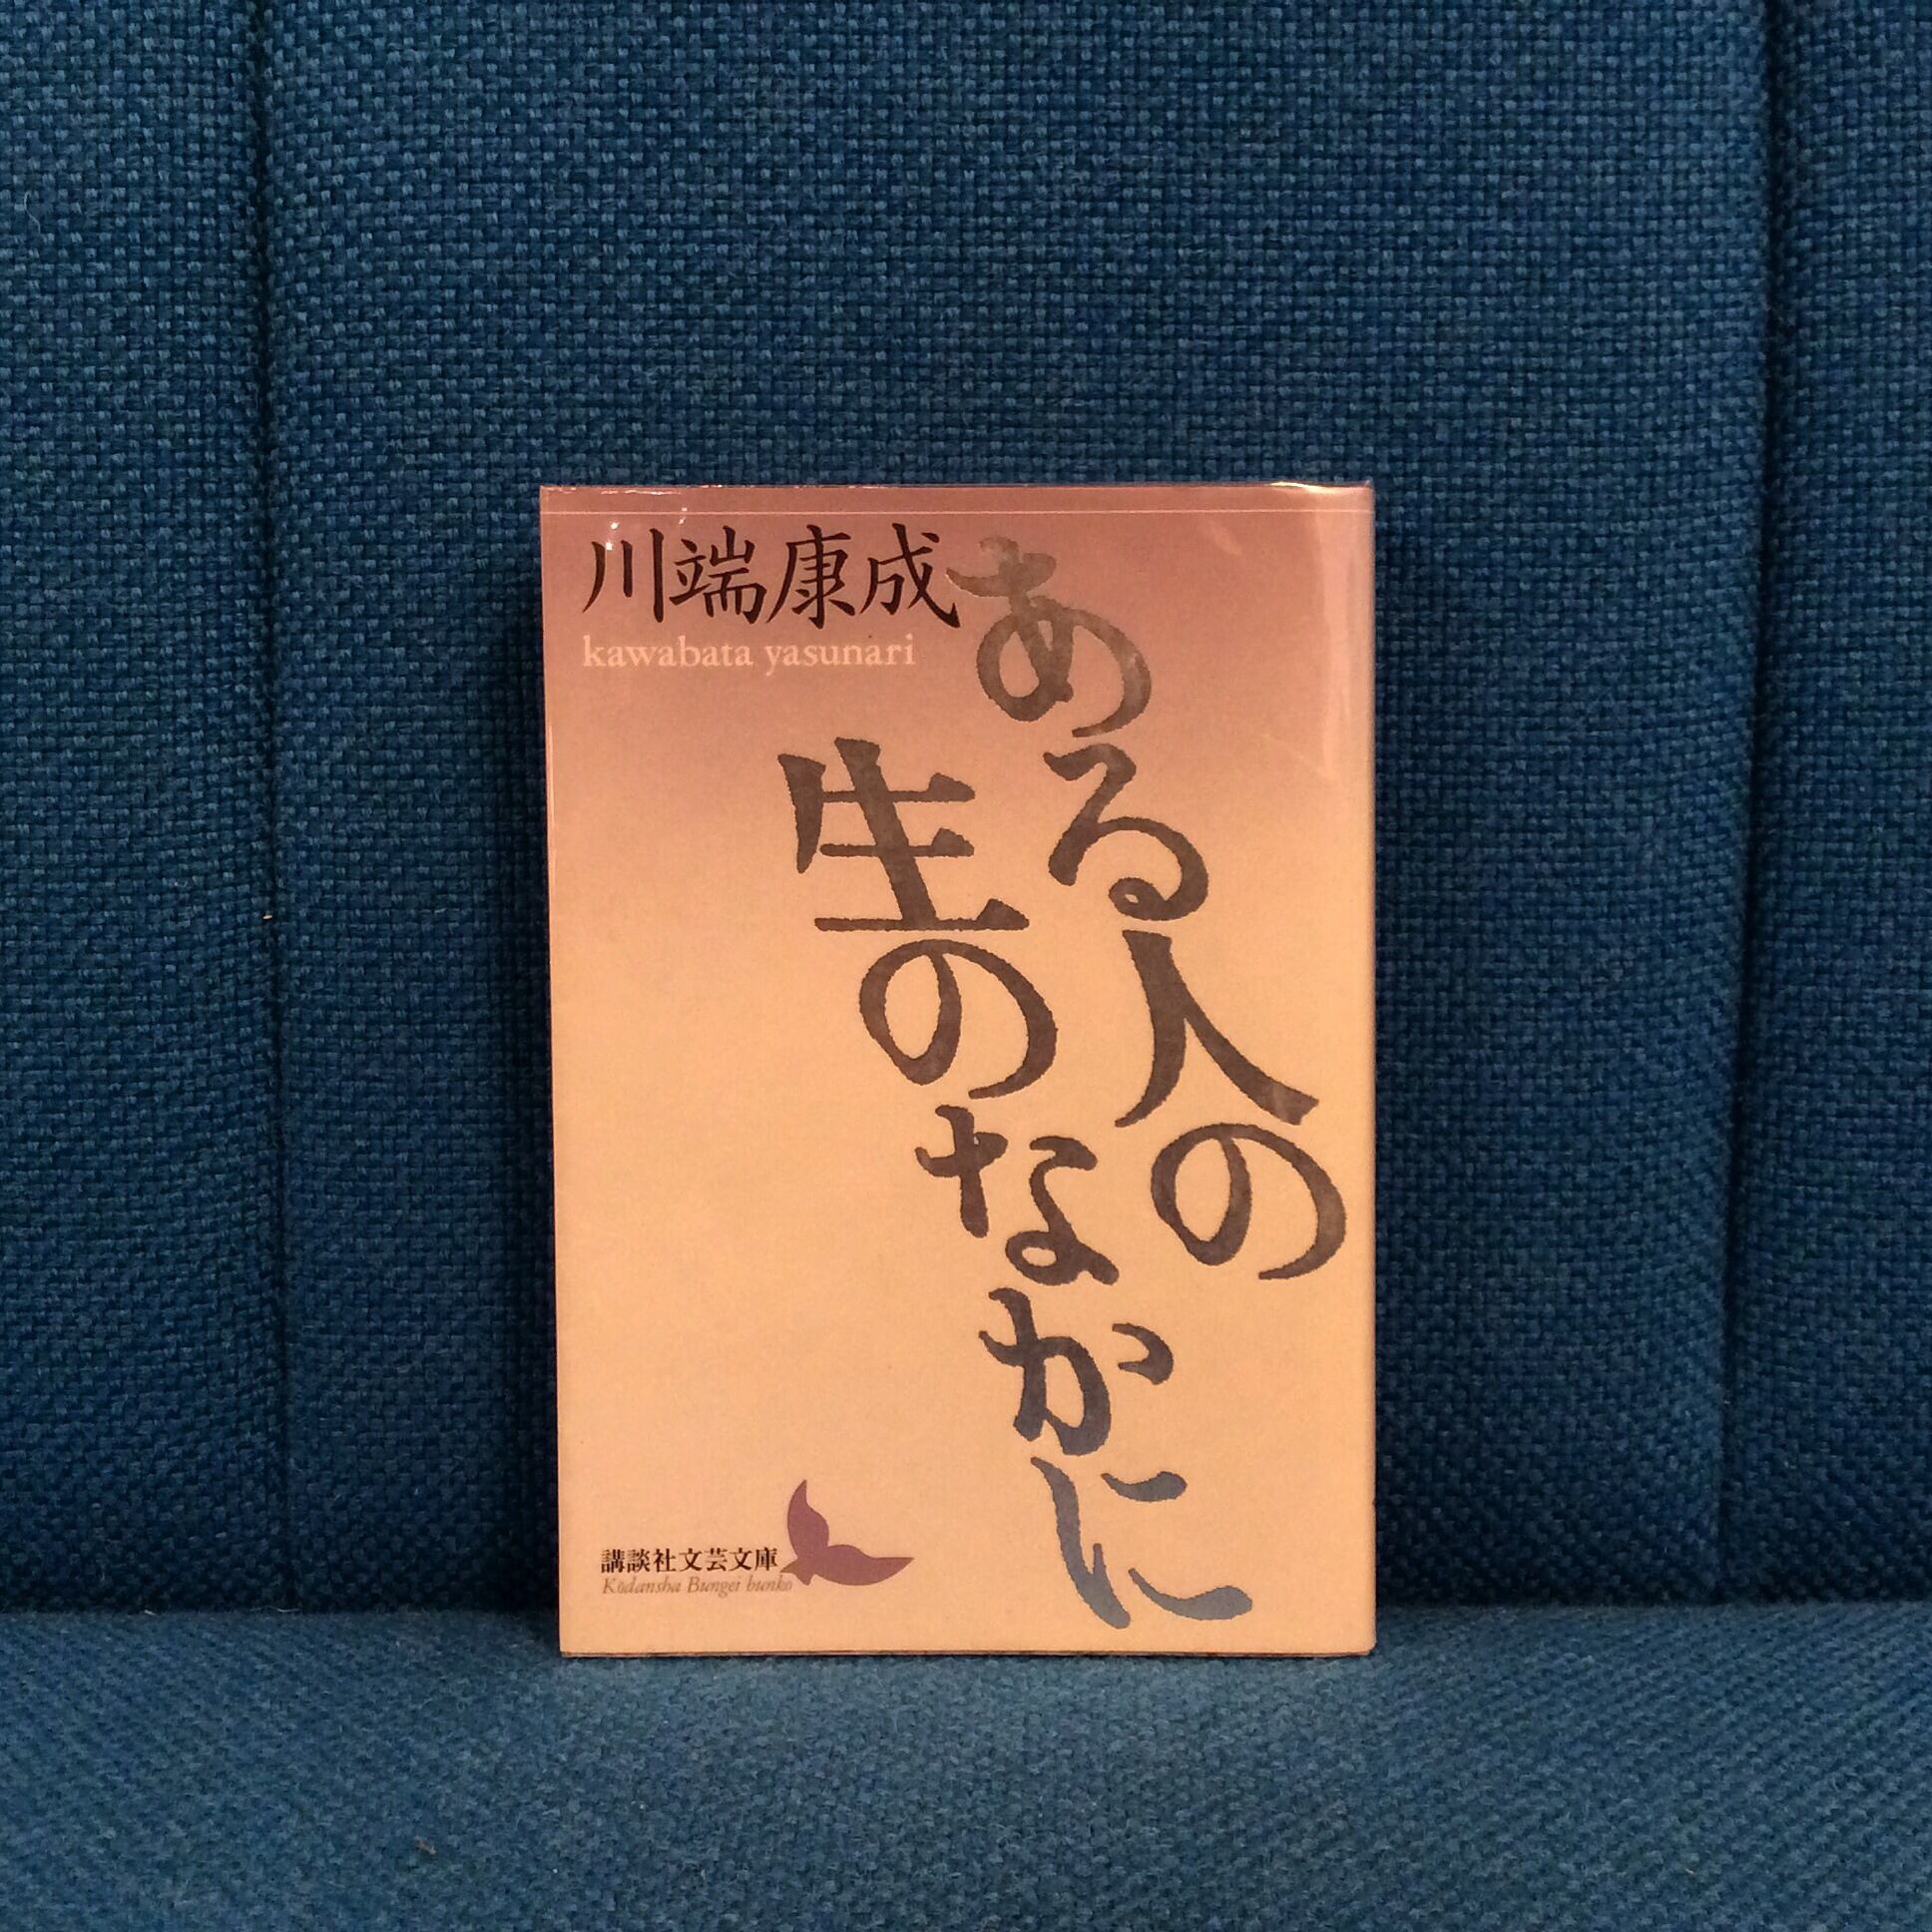 川端康成
kawabata yasunari
ある人の
生のなかに
講談社文芸文庫
Kōdansha Bungei bunko